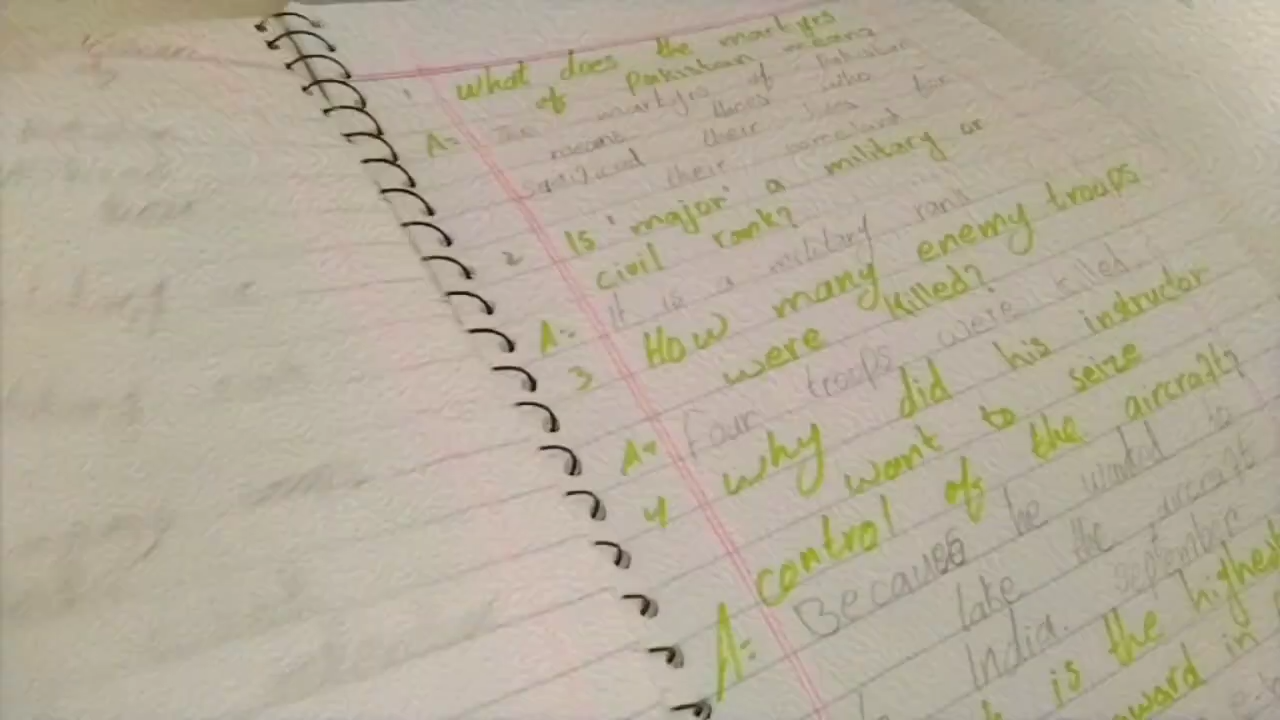 1 What does the martyrs
of Pakistan mean?
A= The martyrs of Pakistan
means those who
sacrificed their lives for
their homeland
2 Is 'major' a military or
civil rank?
A:- It is a military rank
3 How many enemy troops
were killed?
A= Four troops were killed.
4 why did his instructor
want to seize
control of the aircraft?
A:- Because he wanted to
take the aircraft
India.
is the highest
award in